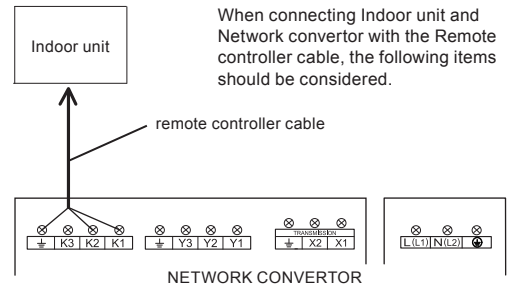 Indoor unit
When connecting Indoor unit and
Network convertor with the Remote
controller cable, the following items
should be considered.
remote controller cable
K3 K2 K1
Y3 Y2 Y1
TRANSMISSION
X2 X1
L(L1) N(L2)
NETWORK CONVERTOR